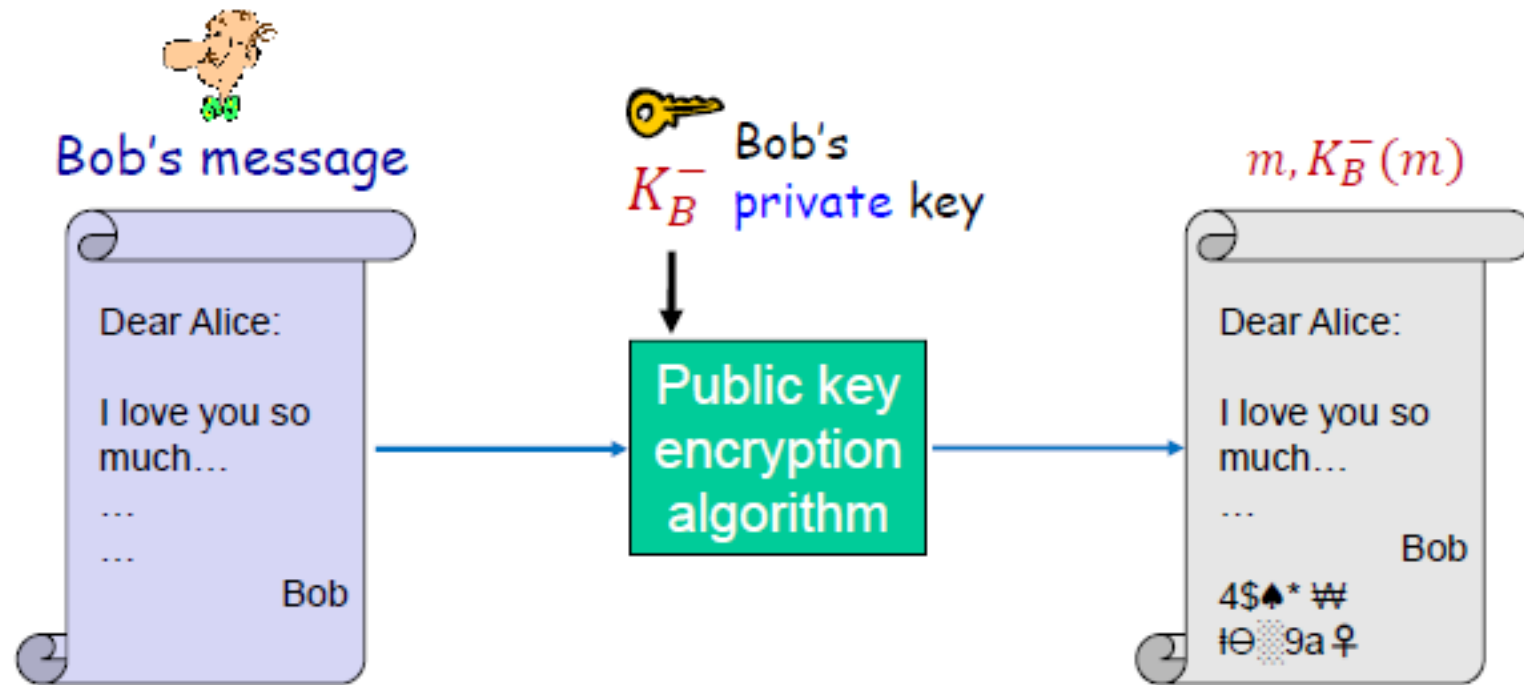 Bob's message
Dear Alice:
I love you so
much…
…
…
Bob
Bob's
private key
K_B^-
Public key
encryption
algorithm
m, K_B^-(m)
Dear Alice:
I love you so
much…
…
Bob
4$♠* ₩
9a♀